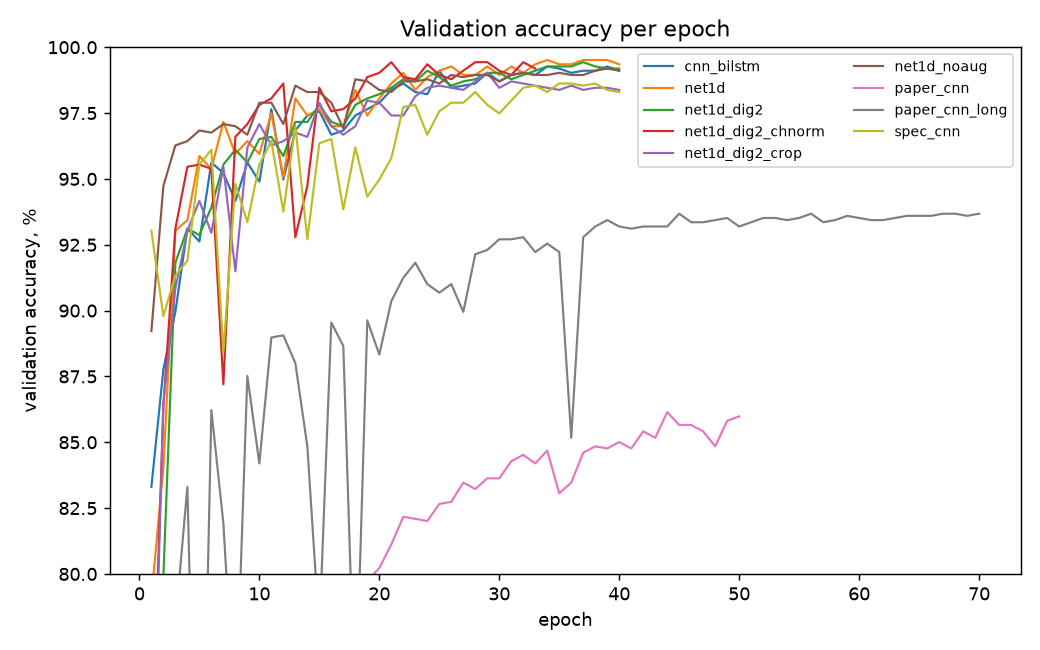 Validation accuracy per epoch
validation accuracy, %
100.0
97.5
95.0
92.5
90.0
87.5
85.0
82.5
80.0
cnn_bilstm
net1d
net1d_dig2
net1d_dig2_chnorm
net1d_dig2_crop
net1d_noaug
paper_cnn
paper_cnn_long
spec_cnn
0 10 20 30 40 50 60 70
epoch